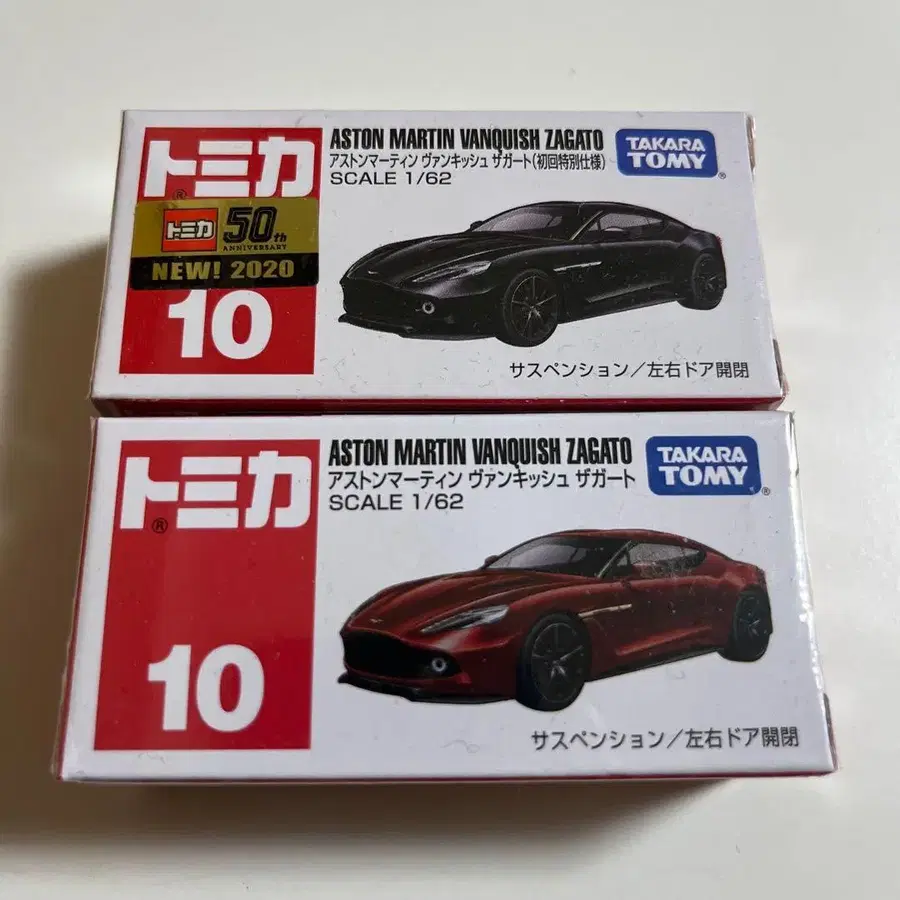 トミカ
®
トミカ 50th
ANNIVERSARY
NEW! 2020
10
ASTON MARTIN VANQUISH ZAGATO
アストンマーティン ヴァンキッシュ ザガート(初回特別仕様)
SCALE 1/62
TAKARA
TOMY®
サスペンション/左右ドア開閉
トミカ
®
10
ASTON MARTIN VANQUISH ZAGATO
アストンマーティン ヴァンキッシュ ザガート
SCALE 1/62
TAKARA
TOMY®
サスペンション/左右ドア開閉